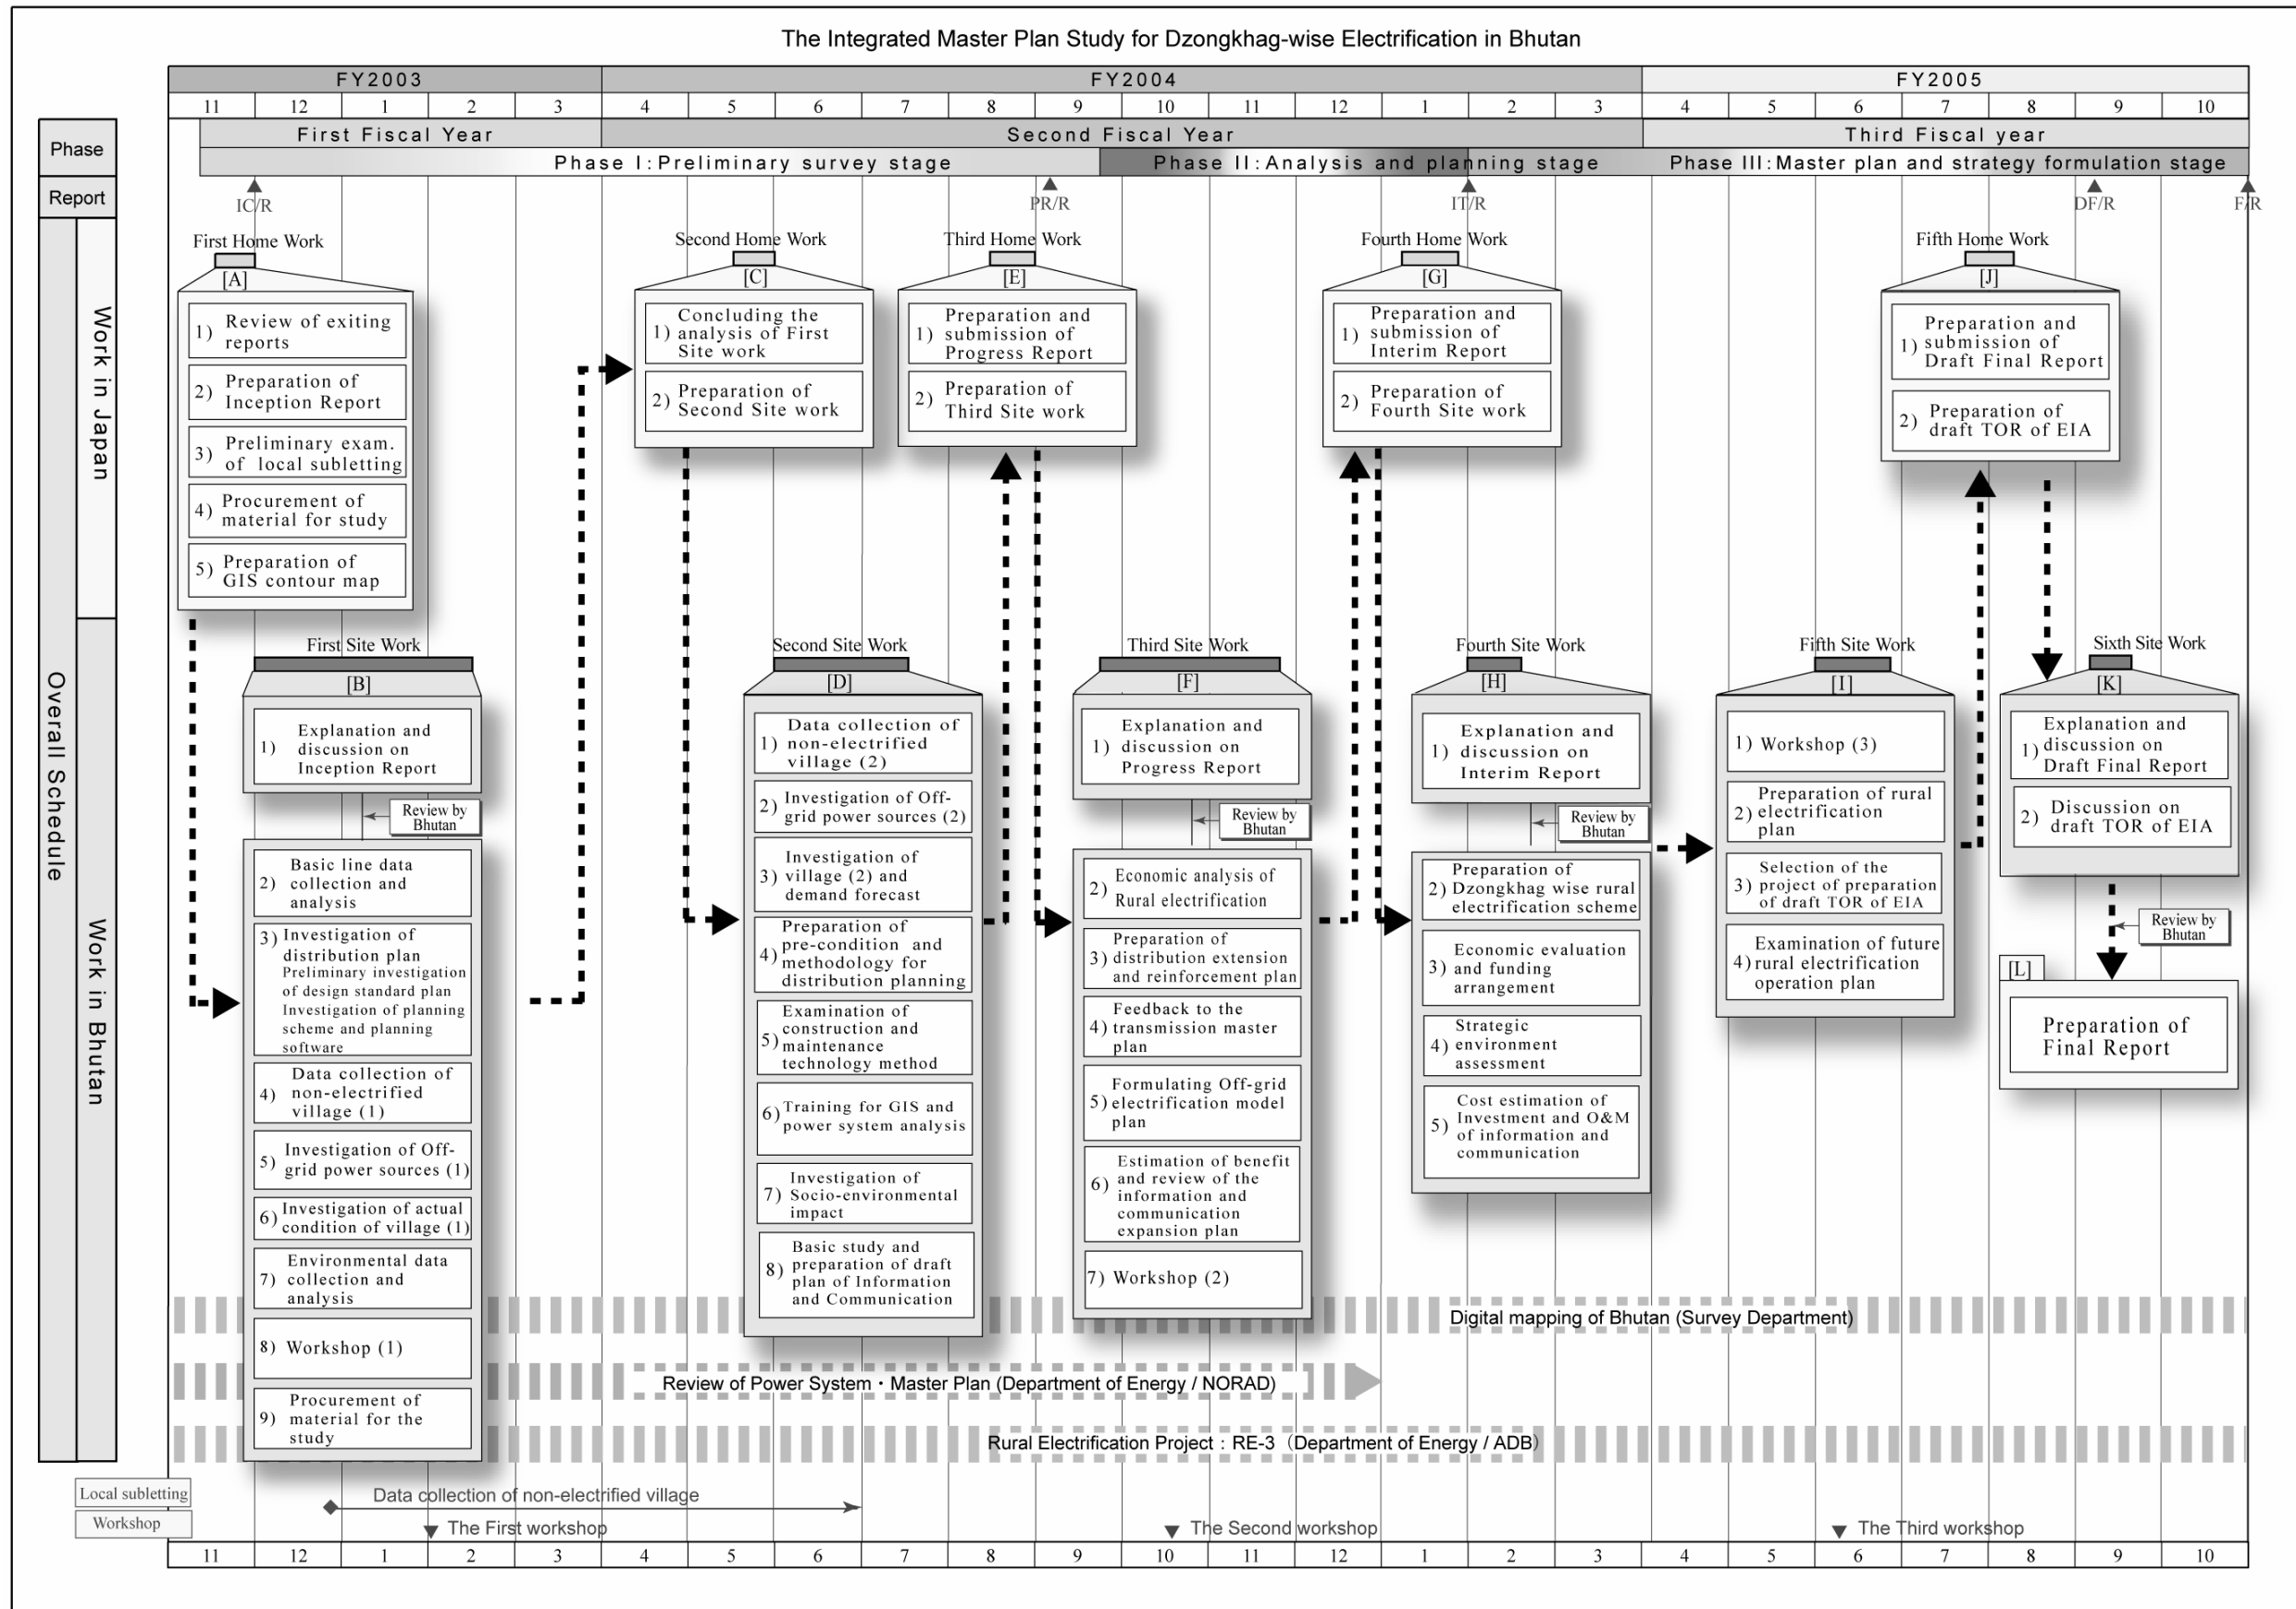 The Integrated Master Plan Study for Dzongkhag-wise Electrification in Bhutan
FY2003 FY2004 FY2005
11 12 1 2 3 4 5 6 7 8 9 10 11 12 1 2 3 4 5 6 7 8 9 10
Phase
First Fiscal Year Second Fiscal Year Third Fiscal year
Phase I:Preliminary survey stage Phase II:Analysis and planning stage Phase III:Master plan and strategy formulation stage
Report
IC/R PR/R IT/R DF/R F/R
Overall Schedule
Work in Japan
First Home Work
[A]
1) Review of exiting
reports
2) Preparation of
Inception Report
3) Preliminary exam.
of local subletting
4) Procurement of
material for study
5) Preparation of
GIS contour map
Second Home Work
[C]
1) Concluding the
analysis of First
Site work
2) Preparation of
Second Site work
Third Home Work
[E]
1) Preparation and
submission of
Progress Report
2) Preparation of
Third Site work
Fourth Home Work
[G]
1) Preparation and
submission of
Interim Report
2) Preparation of
Fourth Site work
Fifth Home Work
[J]
1) Preparation and
submission of
Draft Final Report
2) Preparation of
draft TOR of EIA
Work in Bhutan
First Site Work
[B]
1) Explanation and
discussion on
Inception Report
Review by
Bhutan
2) Basic line data
collection and
analysis
3) Investigation of
distribution plan
Preliminary investigation
of design standard plan
Investigation of planning
scheme and planning
software
4) Data collection of
non-electrified
village (1)
5) Investigation of Off-
grid power sources (1)
6) Investigation of actual
condition of village (1)
7) Environmental data
collection and
analysis
8) Workshop (1)
9) Procurement of
material for the
study
Second Site Work
[D]
1) Data collection of
non-electrified
village (2)
2) Investigation of Off-
grid power sources (2)
3) Investigation of
village (2) and
demand forecast
4) Preparation of
pre-condition and
methodology for
distribution planning
5) Examination of
construction and
maintenance
technology method
6) Training for GIS and
power system analysis
7) Investigation of
Socio-environmental
impact
8) Basic study and
preparation of draft
plan of Information
and Communication
Third Site Work
[F]
1) Explanation and
discussion on
Progress Report
Review by
Bhutan
2) Economic analysis of
Rural electrification
3) Preparation of
distribution extension
and reinforcement plan
4) Feedback to the
transmission master
plan
5) Formulating Off-grid
electrification model
plan
6) Estimation of benefit
and review of the
information and
communication
expansion plan
7) Workshop (2)
Fourth Site Work
[H]
1) Explanation and
discussion on
Interim Report
Review by
Bhutan
2) Preparation of
Dzongkhag wise rural
electrification scheme
3) Economic evaluation
and funding
arrangement
4) Strategic
environment
assessment
5) Cost estimation of
Investment and O&M
of information and
communication
Fifth Site Work
[I]
1) Workshop (3)
2) Preparation of rural
electrification
plan
3) Selection of the
project of preparation
of draft TOR of EIA
4) Examination of future
rural electrification
operation plan
Sixth Site Work
[K]
1) Explanation and
discussion on
Draft Final Report
2) Discussion on
draft TOR of EIA
Review by
Bhutan
[L]
Preparation of
Final Report
Digital mapping of Bhutan (Survey Department)
Review of Power System・Master Plan (Department of Energy / NORAD)
Rural Electrification Project：RE-3（Department of Energy / ADB）
Local subletting
Data collection of non-electrified village
Workshop
The First workshop The Second workshop The Third workshop
11 12 1 2 3 4 5 6 7 8 9 10 11 12 1 2 3 4 5 6 7 8 9 10